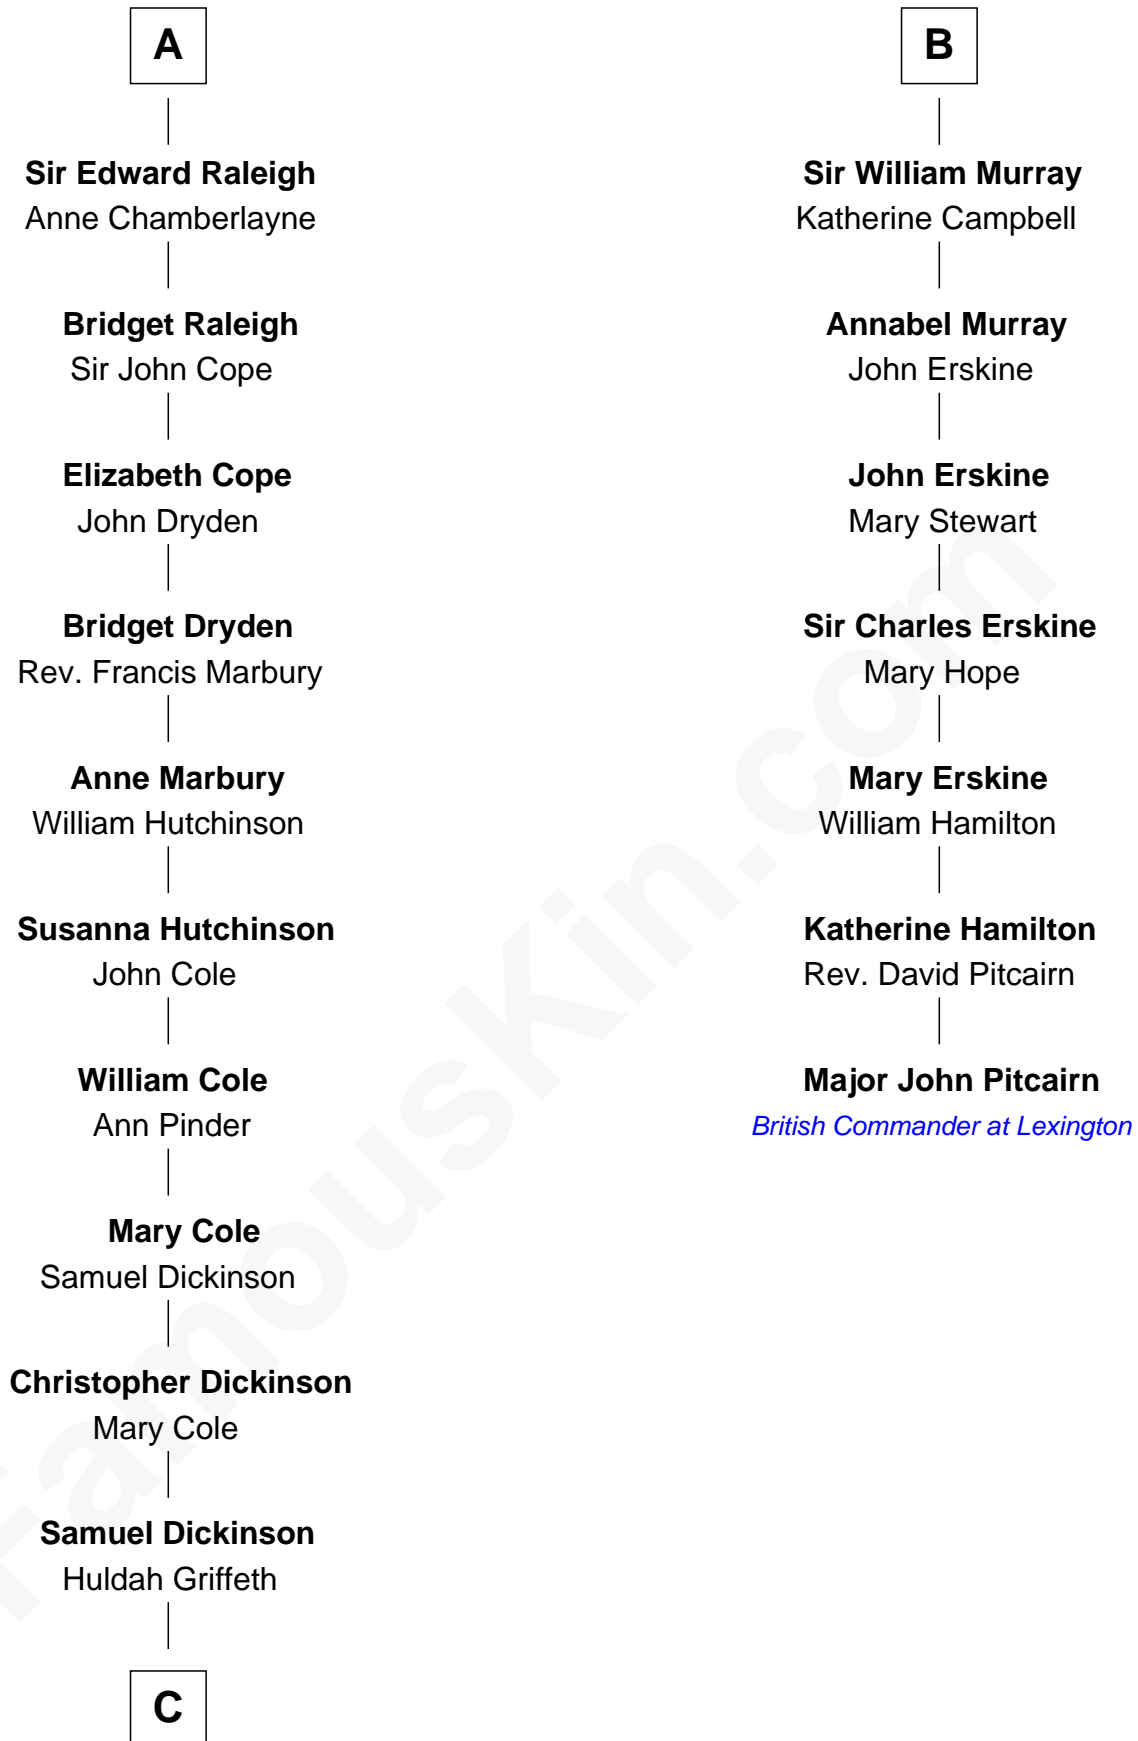 A
Sir Edward Raleigh
Anne Chamberlayne
Bridget Raleigh
Sir John Cope
Elizabeth Cope
John Dryden
Bridget Dryden
Rev. Francis Marbury
Anne Marbury
William Hutchinson
Susanna Hutchinson
John Cole
William Cole
Ann Pinder
Mary Cole
Samuel Dickinson
Christopher Dickinson
Mary Cole
Samuel Dickinson
Huldah Griffeth
C
B
Sir William Murray
Katherine Campbell
Annabel Murray
John Erskine
John Erskine
Mary Stewart
Sir Charles Erskine
Mary Hope
Mary Erskine
William Hamilton
Katherine Hamilton
Rev. David Pitcairn
Major John Pitcairn
British Commander at Lexington
FamousKin.com